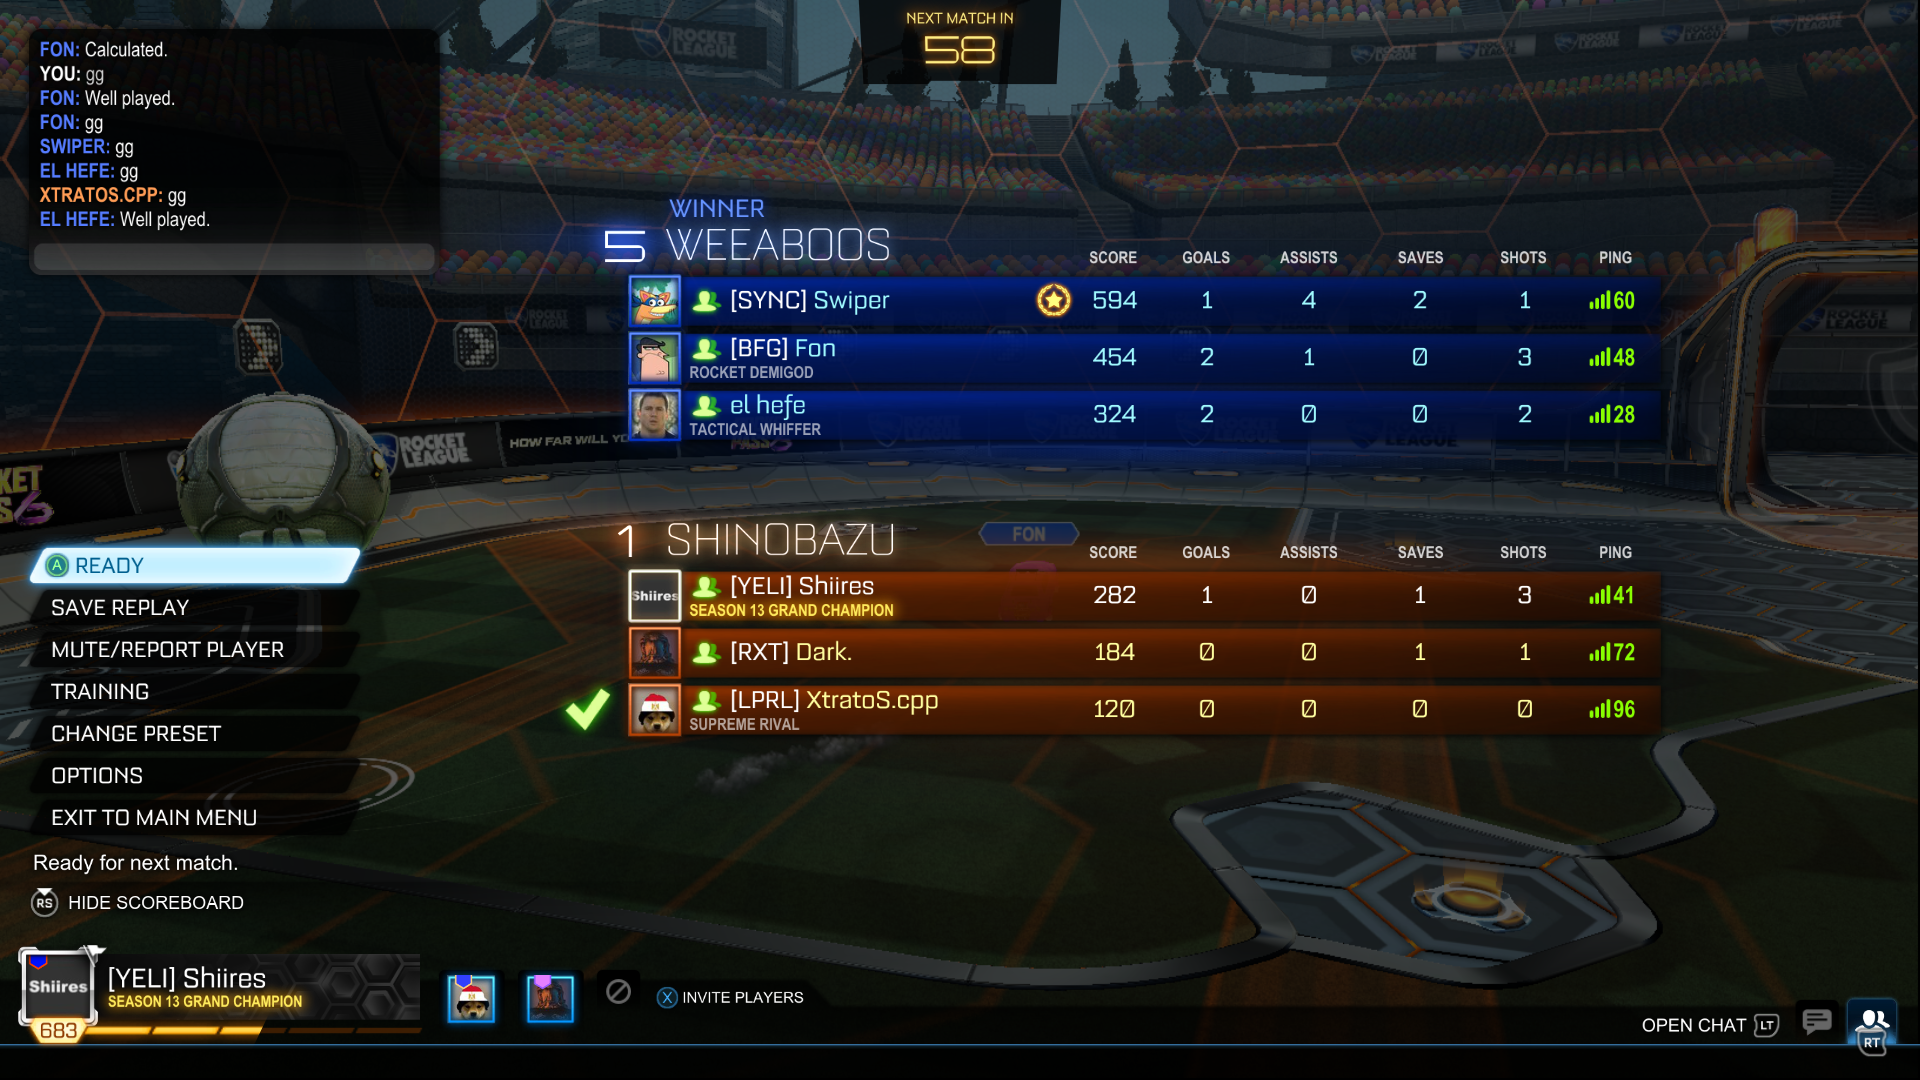 NEXT MATCH IN
58
FON: Calculated.
YOU: gg
FON: Well played.
FON: gg
SWIPER: gg
EL HEFE: gg
XTRATOS.CPP: gg
EL HEFE: Well played.
ROCKET LEAGUE
WINNER
5 WEEABOOS
SCORE GOALS ASSISTS SAVES SHOTS PING
[SYNC] Swiper 594 1 4 2 1 60
[BFG] Fon 454 2 1 0 3 48
ROCKET DEMIGOD
el hefe 324 2 0 0 2 28
TACTICAL WHIFFER
ROCKET LEAGUE
HOW FAR WILL
1 SHINOBAZU
FON
SCORE GOALS ASSISTS SAVES SHOTS PING
Shiires [YELI] Shiires 282 1 0 1 3 41
SEASON 13 GRAND CHAMPION
[RXT] Dark. 184 0 0 1 1 72
[LPRL] XtratoS.cpp 120 0 0 0 0 96
SUPREME RIVAL
A READY
SAVE REPLAY
MUTE/REPORT PLAYER
TRAINING
CHANGE PRESET
OPTIONS
EXIT TO MAIN MENU
Ready for next match.
RS HIDE SCOREBOARD
Shiires [YELI] Shiires
SEASON 13 GRAND CHAMPION
683
X INVITE PLAYERS
OPEN CHAT LT
RT